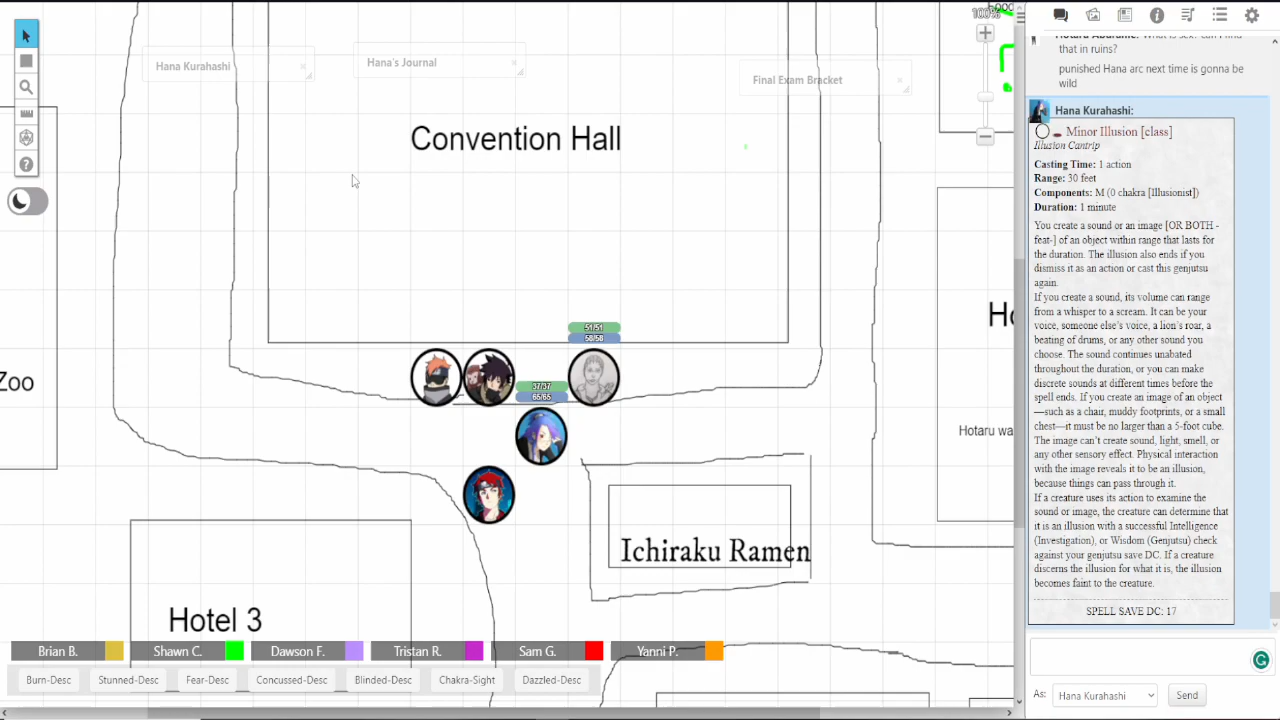 100%
Hana Kurahashi
Hana's Journal
Final Exam Bracket
Convention Hall
51/51
58/58
37/37
65/65
Zoo
Hotaru wa
Ichiraku Ramen
Hotel 3
Brian B.
Shawn C.
Dawson F.
Tristan R.
Sam G.
Yanni P.
Burn-Desc
Stunned-Desc
Fear-Desc
Concussed-Desc
Blinded-Desc
Chakra-Sight
Dazzled-Desc
that in ruins?
punished Hana arc next time is gonna be
wild
Hana Kurahashi:
Minor Illusion [class]
Illusion Cantrip
Casting Time: 1 action
Range: 30 feet
Components: M (0 chakra [Illusionist])
Duration: 1 minute
You create a sound or an image [OR BOTH -
feat-] of an object within range that lasts for
the duration. The illusion also ends if you
dismiss it as an action or cast this genjutsu
again.
If you create a sound, its volume can range
from a whisper to a scream. It can be your
voice, someone else's voice, a lion's roar, a
beating of drums, or any other sound you
choose. The sound continues unabated
throughout the duration, or you can make
discrete sounds at different times before the
spell ends. If you create an image of an object
—such as a chair, muddy footprints, or a small
chest—it must be no larger than a 5-foot cube.
The image can't create sound, light, smell, or
any other sensory effect. Physical interaction
with the image reveals it to be an illusion,
because things can pass through it.
If a creature uses its action to examine the
sound or image, the creature can determine that
it is an illusion with a successful Intelligence
(Investigation), or Wisdom (Genjutsu) check
against your genjutsu save DC. If a creature
discerns the illusion for what it is, the illusion
becomes faint to the creature.
SPELL SAVE DC: 17
As:
Hana Kurahashi
Send